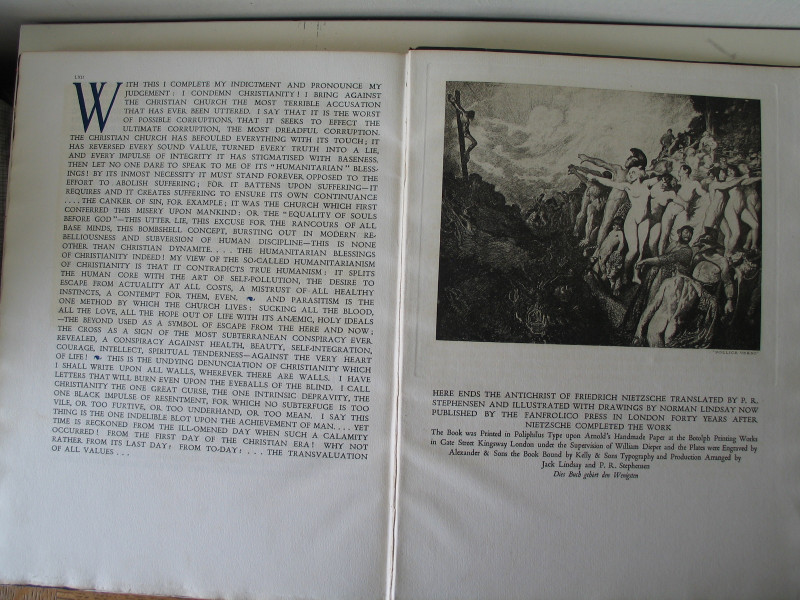 LXII
WITH THIS I COMPLETE MY INDICTMENT AND PRONOUNCE MY
JUDGEMENT: I CONDEMN CHRISTIANITY! I BRING AGAINST
THE CHRISTIAN CHURCH THE MOST TERRIBLE ACCUSATION
THAT HAS EVER BEEN UTTERED. I SAY THAT IT IS THE WORST
OF POSSIBLE CORRUPTIONS, THAT IT SEEKS TO EFFECT THE
ULTIMATE CORRUPTION, THE MOST DREADFUL CORRUPTION.
THE CHRISTIAN CHURCH HAS BEFOULED EVERYTHING WITH ITS TOUCH; IT
HAS REVERSED EVERY SOUND VALUE, TURNED EVERY TRUTH INTO A LIE,
AND EVERY IMPULSE OF INTEGRITY IT HAS STIGMATISED WITH BASENESS.
THEN LET NO ONE DARE TO SPEAK TO ME OF ITS "HUMANITARIAN" BLESS-
INGS! BY ITS INMOST NECESSITY IT MUST STAND FOREVER OPPOSED TO THE
EFFORT TO ABOLISH SUFFERING; FOR IT BATTENS UPON SUFFERING—IT
REQUIRES AND IT CREATES SUFFERING TO ENSURE ITS OWN CONTINUANCE
. . . . THE CANKER OF SIN, FOR EXAMPLE; IT WAS THE CHURCH WHICH FIRST
CONFERRED THIS MISERY UPON MANKIND: OR THE "EQUALITY OF SOULS
BEFORE GOD"—THIS UTTER LIE, THIS EXCUSE FOR THE RANCOURS OF ALL
BASE MINDS, THIS BOMBSHELL CONCEPT, BURSTING OUT IN MODERN RE-
BELLIOUSNESS AND SUBVERSION OF HUMAN DISCIPLINE—THIS IS NONE
OTHER THAN CHRISTIAN DYNAMITE. . . . THE HUMANITARIAN BLESSINGS
OF CHRISTIANITY INDEED! MY VIEW OF THE SO-CALLED HUMANITARIANISM
OF CHRISTIANITY IS THAT IT CONTRADICTS TRUE HUMANISM: IT SPLITS
THE HUMAN CORE WITH THE ART OF SELF-POLLUTION, THE DESIRE TO
ESCAPE FROM ACTUALITY AT ALL COSTS, A MISTRUST OF ALL HEALTHY
INSTINCTS, A CONTEMPT FOR THEM, EVEN. AND PARASITISM IS THE
ONE METHOD BY WHICH THE CHURCH LIVES: SUCKING ALL THE BLOOD,
ALL THE LOVE, ALL THE HOPE OUT OF LIFE WITH ITS ANÆMIC, HOLY IDEALS
—THE BEYOND USED AS A SYMBOL OF ESCAPE FROM THE HERE AND NOW;
THE CROSS AS A SIGN OF THE MOST SUBTERRANEAN CONSPIRACY EVER
REVEALED, A CONSPIRACY AGAINST HEALTH, BEAUTY, SELF-INTEGRATION,
COURAGE, INTELLECT, SPIRITUAL TENDERNESS—AGAINST THE VERY HEART
OF LIFE! THIS IS THE UNDYING DENUNCIATION OF CHRISTIANITY WHICH
I SHALL WRITE UPON ALL WALLS, WHEREVER THERE ARE WALLS. I HAVE
LETTERS THAT WILL BURN EVEN UPON THE EYEBALLS OF THE BLIND. I CALL
CHRISTIANITY THE ONE GREAT CURSE, THE ONE INTRINSIC DEPRAVITY, THE
ONE BLACK IMPULSE OF RESENTMENT, FOR WHICH NO SUBTERFUGE IS TOO
VILE, OR TOO FURTIVE, OR TOO UNDERHAND, OR TOO MEAN. I SAY THIS
THING IS THE ONE INDELIBLE BLOT UPON THE ACHIEVEMENT OF MAN. . . . YET
TIME IS RECKONED FROM THE ILL-OMENED DAY WHEN SUCH A CALAMITY
OCCURRED! FROM THE FIRST DAY OF THE CHRISTIAN ERA! WHY NOT
RATHER FROM ITS LAST DAY? FROM TO-DAY? . . . THE TRANSVALUATION
OF ALL VALUES . . .
HERE ENDS THE ANTICHRIST OF FRIEDRICH NIETZSCHE TRANSLATED BY P. R.
STEPHENSEN AND ILLUSTRATED WITH DRAWINGS BY NORMAN LINDSAY NOW
PUBLISHED BY THE FANFROLICO PRESS IN LONDON FORTY YEARS AFTER
NIETZSCHE COMPLETED THE WORK
The Book was Printed in Poliphilus Type upon Arnold's Handmade Paper at the Botolph Printing Works
in Gate Street Kingsway London under the Supervision of William Dieper and the Plates were Engraved by
Alexander & Sons the Book Bound by Kelly & Sons Typography and Production Arranged by
Jack Lindsay and P. R. Stephensen
Dies Buch gehört den Wenigsten